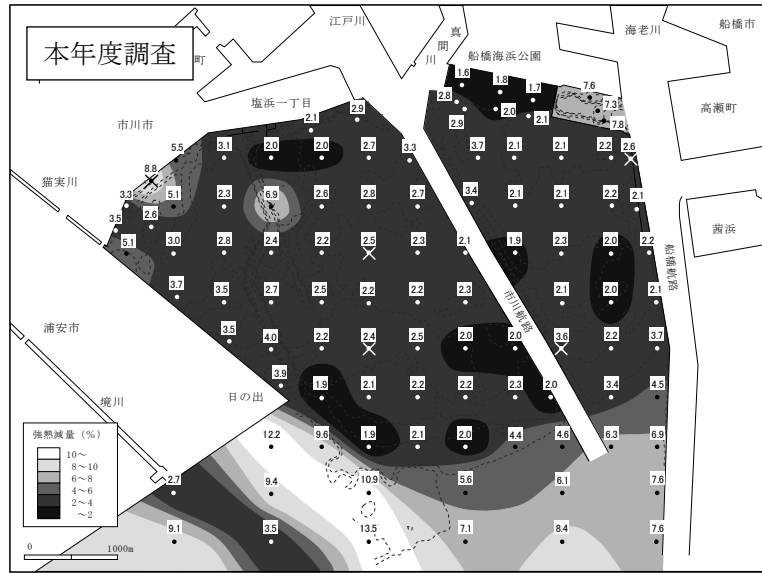 本年度調査
町
江戸川
真間川
船橋海浜公園
海老川
船橋市
高瀬町
茜浜
船橋航路
市川航路
塩浜一丁目
市川市
猫実川
浦安市
境川
日の出
1.6 1.8 1.7 7.6
2.8 2.0 7.3
2.9 2.1 7.8
2.1 2.9
5.5 3.1 2.0 2.0 2.7 3.3 3.7 2.1 2.1 2.2 2.6
8.8
3.3 5.1 2.3 6.9 2.6 2.8 2.7 3.4 2.1 2.1 2.2 2.1
3.5 2.6
5.1 3.0 2.8 2.4 2.2 2.5 2.3 2.1 1.9 2.3 2.0 2.2
3.7 3.5 2.7 2.5 2.2 2.2 2.3 2.1 2.0 2.1
3.5 4.0 2.2 2.4 2.5 2.0 2.0 3.6 2.2 3.7
3.9 1.9 2.1 2.2 2.2 2.3 2.0 3.4 4.5
12.2 9.6 1.9 2.1 2.0 4.4 4.6 6.3 6.9
2.7 9.4 10.9 5.6 6.1 7.6
9.1 3.5 13.5 7.1 8.4 7.6
強熱減量(%)
10～
8～10
6～8
4～6
2～4
～2
0 1000m